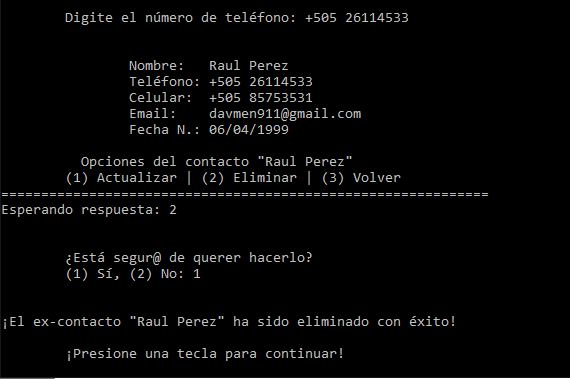 Digite el número de teléfono: +505 26114533
Nombre: Raul Perez
Teléfono: +505 26114533
Celular: +505 85753531
Email: davmen911@gmail.com
Fecha N.: 06/04/1999
Opciones del contacto "Raul Perez"
(1) Actualizar | (2) Eliminar | (3) Volver
=============================================================
Esperando respuesta: 2
¿Está segur@ de querer hacerlo?
(1) Sí, (2) No: 1
¡El ex-contacto "Raul Perez" ha sido eliminado con éxito!
¡Presione una tecla para continuar!